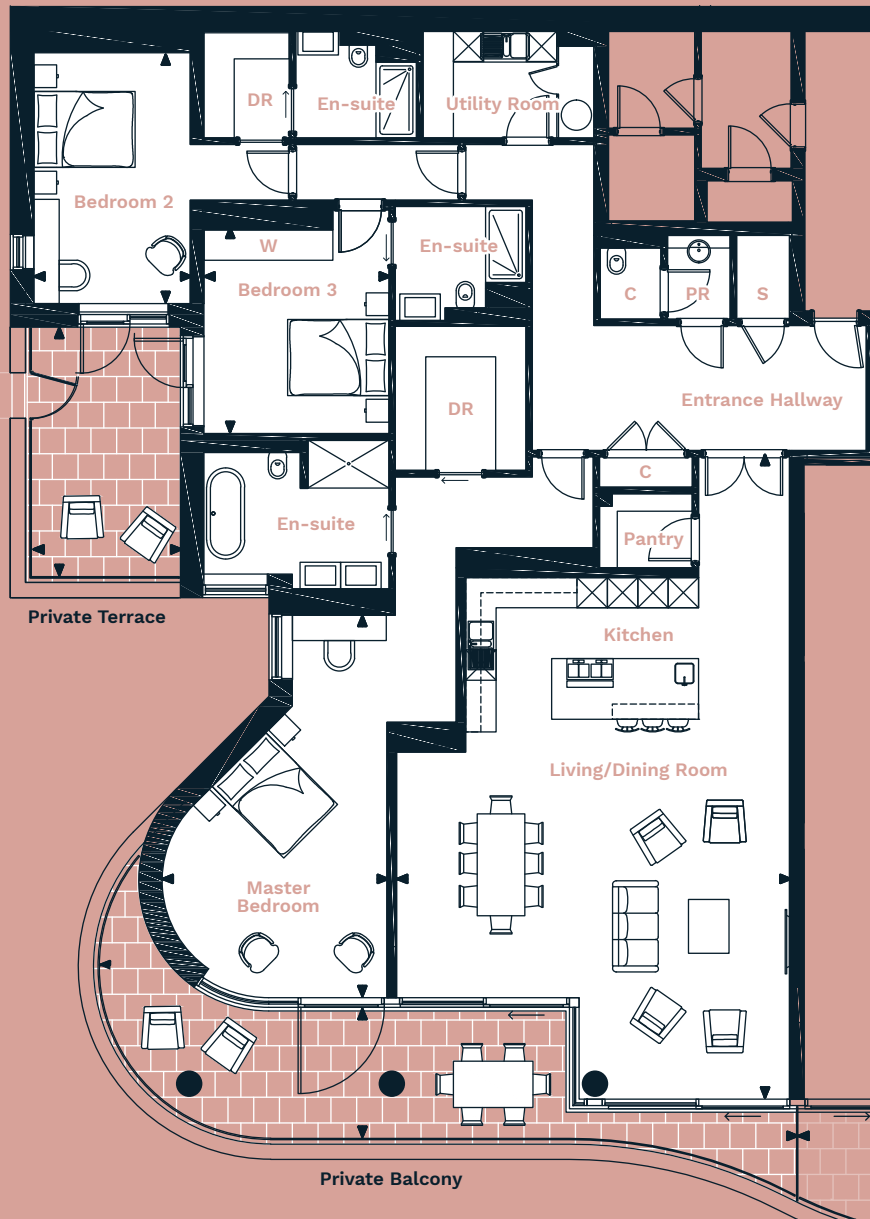 DR
En-suite
Utility Room
Bedroom 2
W
En-suite
Bedroom 3
C
PR
S
DR
Entrance Hallway
C
En-suite
Pantry
Private Terrace
Kitchen
Living/Dining Room
Master
Bedroom
Private Balcony